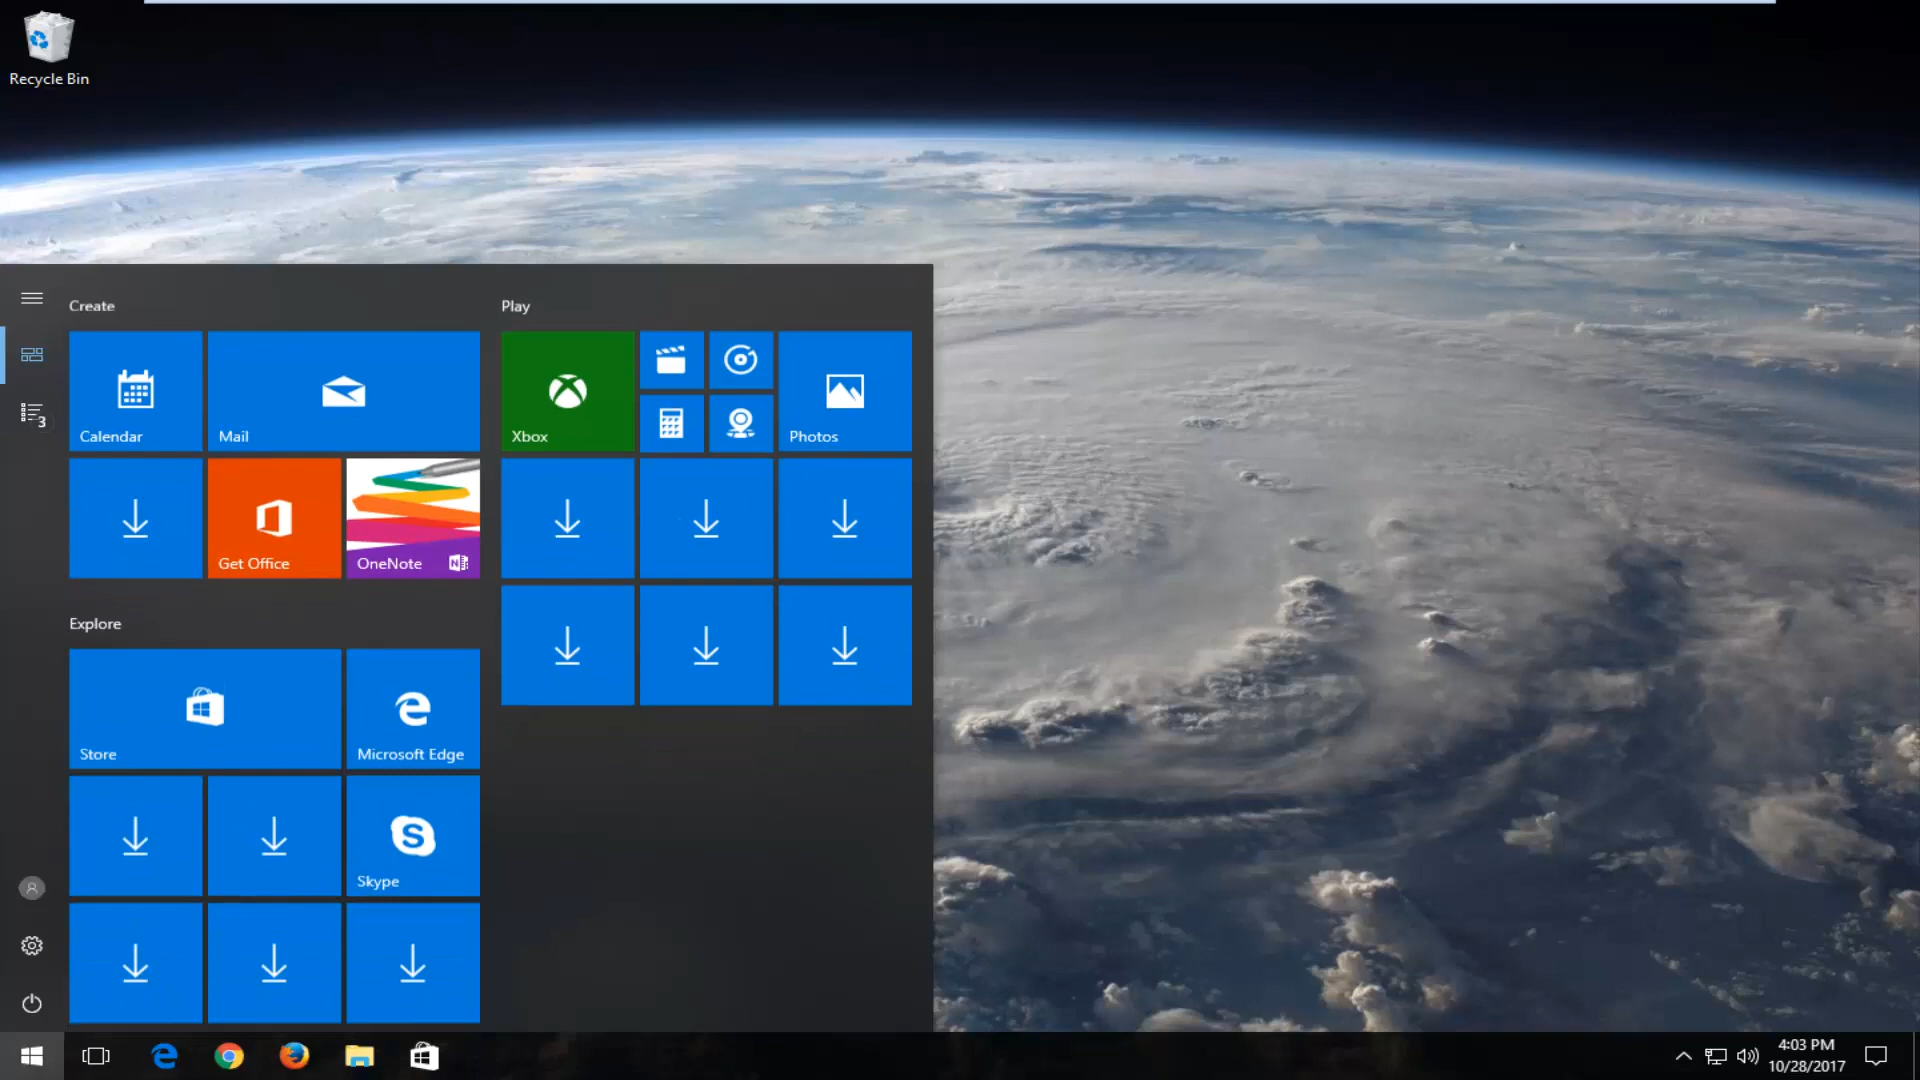 Recycle Bin
Create
Play
3
Calendar
Mail
Xbox
Photos
Get Office
OneNote
N
Explore
Store
Microsoft Edge
S
Skype
4:03 PM
10/28/2017